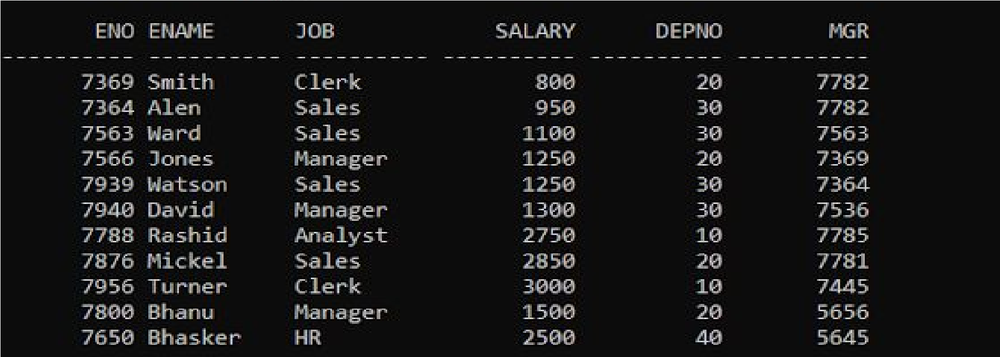 ENO ENAME JOB SALARY DEPNO MGR
---------- ---------- ---------- ---------- ---------- ----------
7369 Smith Clerk 800 20 7782
7364 Alen Sales 950 30 7782
7563 Ward Sales 1100 30 7563
7566 Jones Manager 1250 20 7369
7939 Watson Sales 1250 30 7364
7940 David Manager 1300 30 7536
7788 Rashid Analyst 2750 10 7785
7876 Mickel Sales 2850 20 7781
7956 Turner Clerk 3000 10 7445
7800 Bhanu Manager 1500 20 5656
7650 Bhasker HR 2500 40 5645